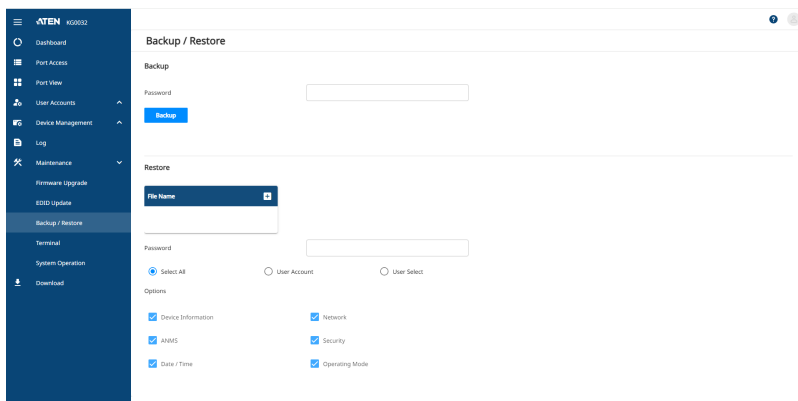 ATEN KG0032
Dashboard
Port Access
Port View
User Accounts
Device Management
Log
Maintenance
Firmware Upgrade
EDID Update
Backup / Restore
Terminal
System Operation
Download
?
Backup / Restore
Backup
Password
Backup
Restore
File Name
Password
Select All User Account User Select
Options
Device Information Network
ANMS Security
Date / Time Operating Mode